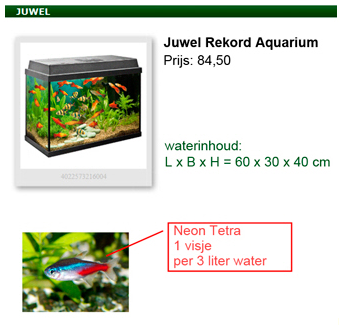 JUWEL
Juwel Rekord Aquarium
Prijs: 84,50
waterinhoud:
L x B x H = 60 x 30 x 40 cm
4022573216004
Neon Tetra
1 visje
per 3 liter water